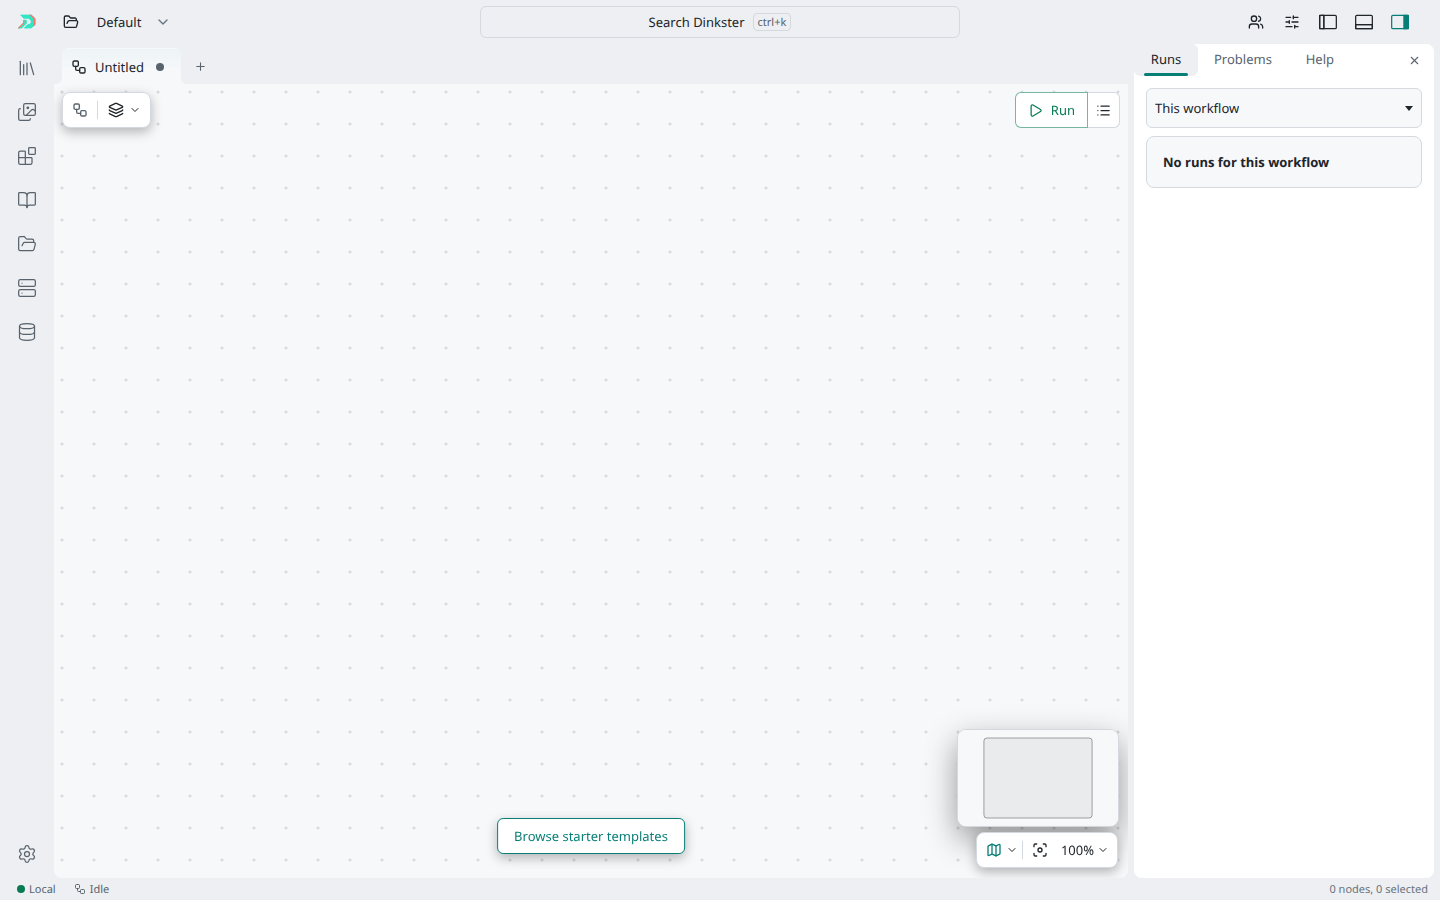 Default
Search Dinkster ctrl+k
Untitled
Runs Problems Help
Run
This workflow
No runs for this workflow
Browse starter templates
100%
Local Idle
0 nodes, 0 selected